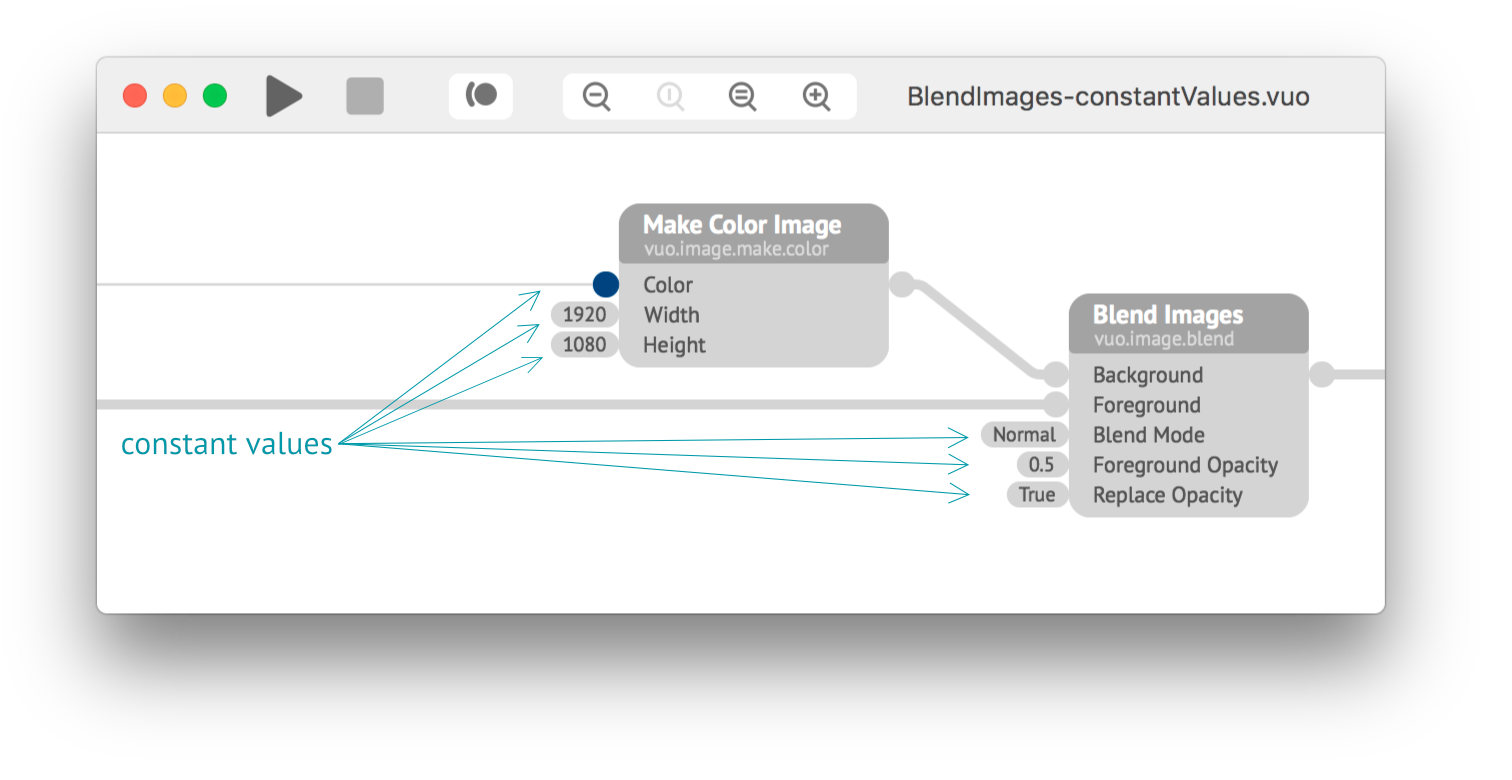 BlendImages-constantValues.vuo
Make Color Image
vuo.image.make.color
Color
1920 Width
1080 Height
Blend Images
vuo.image.blend
Background
Foreground
constant values
Normal Blend Mode
0.5 Foreground Opacity
True Replace Opacity